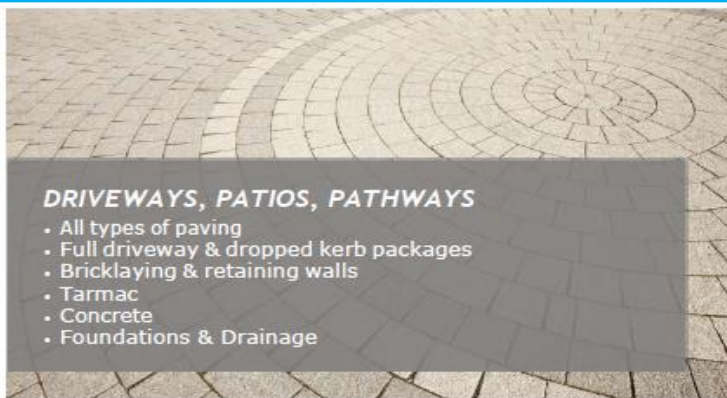 DRIVEWAYS, PATIOS, PATHWAYS
• All types of paving
• Full driveway & dropped kerb packages
• Bricklaying & retaining walls
• Tarmac
• Concrete
• Foundations & Drainage